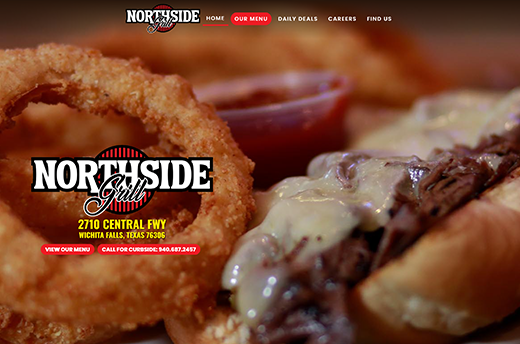 NORTHSIDE
Grill
HOME OUR MENU DAILY DEALS CAREERS FIND US
NORTHSIDE
Grill
2710 CENTRAL FWY
WICHITA FALLS, TEXAS 76306
VIEW OUR MENU CALL FOR CURBSIDE: 940.687.2457